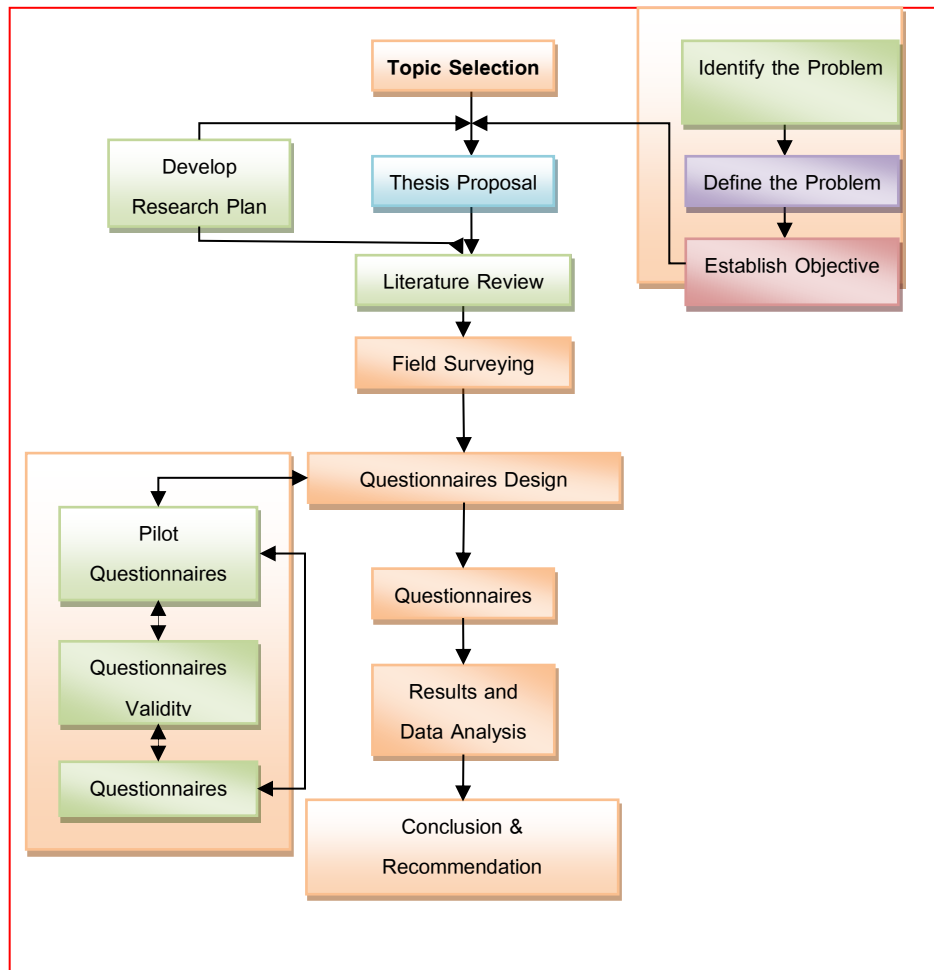 Topic Selection
Identify the Problem
Develop
Research Plan
Thesis Proposal
Define the Problem
Literature Review
Establish Objective
Field Surveying
Questionnaires Design
Pilot
Questionnaires
Questionnaires
Validity
Questionnaires
Questionnaires
Results and
Data Analysis
Conclusion &
Recommendation